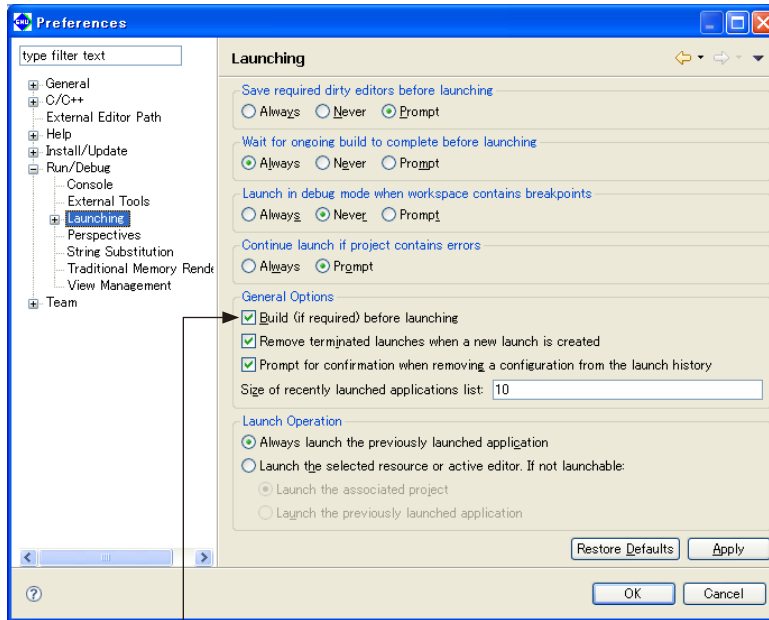 GNU Preferences
type filter text
General
C/C++
External Editor Path
Help
Install/Update
Run/Debug
Console
External Tools
Launching
Perspectives
String Substitution
Traditional Memory Rende
View Management
Team
Launching
Save required dirty editors before launching
Always Never Prompt
Wait for ongoing build to complete before launching
Always Never Prompt
Launch in debug mode when workspace contains breakpoints
Always Never Prompt
Continue launch if project contains errors
Always Prompt
General Options
Build (if required) before launching
Remove terminated launches when a new launch is created
Prompt for confirmation when removing a configuration from the launch history
Size of recently launched applications list: 10
Launch Operation
Always launch the previously launched application
Launch the selected resource or active editor. If not launchable:
Launch the associated project
Launch the previously launched application
Restore Defaults Apply
? OK Cancel